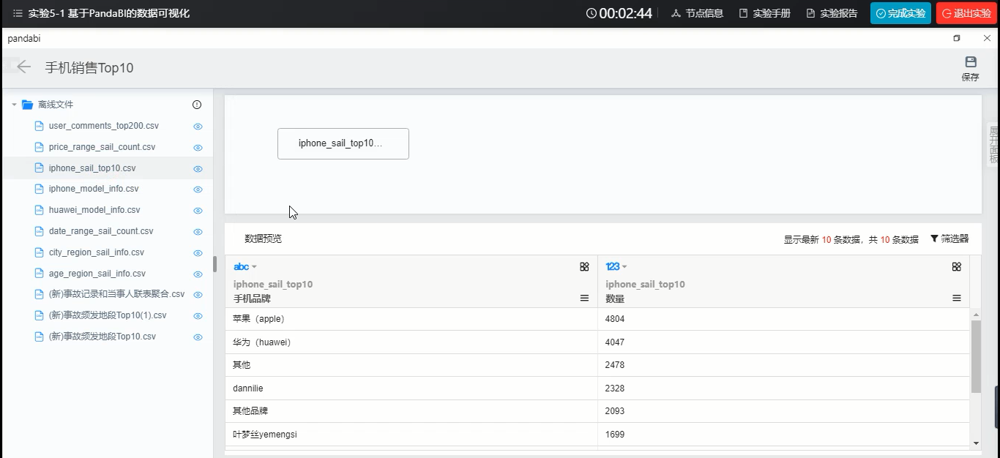 实验5-1 基于PandaBI的数据可视化
00:02:44
节点信息
实验手册
实验报告
完成实验
退出实验
pandabi
手机销售Top10
保存
离线文件
user_comments_top200.csv
price_range_sail_count.csv
iphone_sail_top10.csv
iphone_model_info.csv
huawei_model_info.csv
date_range_sail_count.csv
city_region_sail_info.csv
age_region_sail_info.csv
(新)事故记录和当事人联表聚合.csv
(新)事故频发地段Top10(1).csv
(新)事故频发地段Top10.csv
iphone_sail_top10...
展开面板
数据预览
显示最新 10 条数据，共 10 条数据
筛选器
abc
123
iphone_sail_top10
iphone_sail_top10
手机品牌
数量
苹果（apple） 4804
华为（huawei） 4047
其他 2478
dannilie 2328
其他品牌 2093
叶梦丝yemengsi 1699